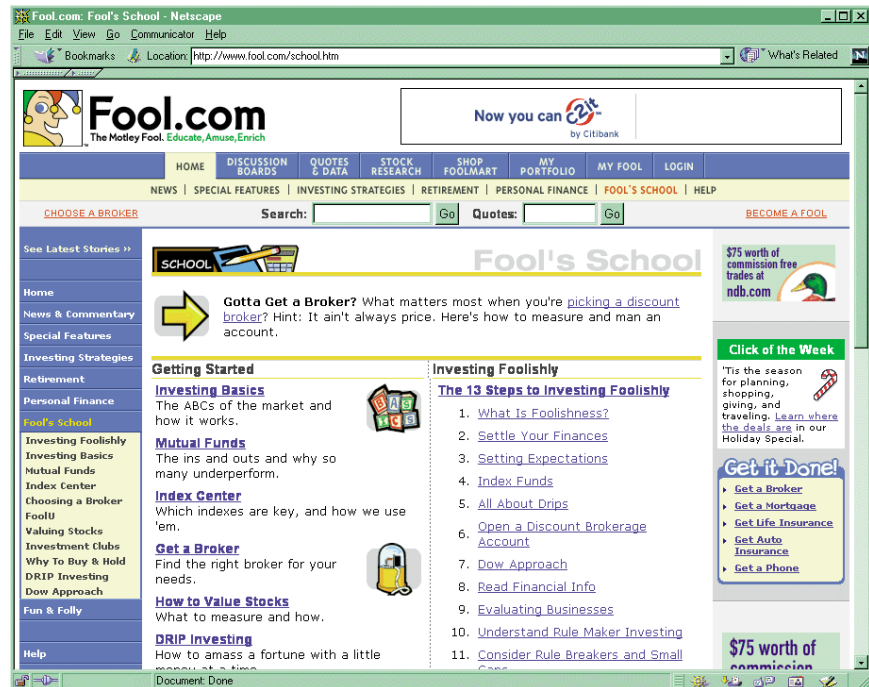 Fool.com: Fool's School - Netscape
File Edit View Go Communicator Help
Bookmarks Location: http://www.fool.com/school.htm What's Related N
Fool.com
The Motley Fool. Educate, Amuse, Enrich
Now you can c2it
by Citibank
HOME DISCUSSION BOARDS QUOTES & DATA STOCK RESEARCH SHOP FOOLMART MY PORTFOLIO MY FOOL LOGIN
NEWS | SPECIAL FEATURES | INVESTING STRATEGIES | RETIREMENT | PERSONAL FINANCE | FOOL'S SCHOOL | HELP
CHOOSE A BROKER Search: Go Quotes: Go BECOME A FOOL
See Latest Stories >>
Home
News & Commentary
Special Features
Investing Strategies
Retirement
Personal Finance
Fool's School
Investing Foolishly
Investing Basics
Mutual Funds
Index Center
Choosing a Broker
FoolU
Valuing Stocks
Investment Clubs
Why To Buy & Hold
DRIP Investing
Dow Approach
Fun & Folly
Help
SCHOOL Fool's School
Gotta Get a Broker? What matters
most when you're picking a discount
broker? Hint: It ain't always price. Here's how to measure and man an
account.
Getting Started
Investing Basics
The ABCs of the market and
how it works.
BASICS
Mutual Funds
The ins and outs and why so
many underperform.
Index Center
Which indexes are key, and how we use
'em.
Get a Broker
Find the right broker for your
needs.
How to Value Stocks
What to measure and how.
DRIP Investing
How to amass a fortune with a little
money at a time.
Investing Foolishly
The 13 Steps to Investing Foolishly
1. What Is Foolishness?
2. Settle Your Finances
3. Setting Expectations
4. Index Funds
5. All About Drips
6. Open a Discount Brokerage
Account
7. Dow Approach
8. Read Financial Info
9. Evaluating Businesses
10. Understand Rule Maker Investing
11. Consider Rule Breakers and Small
Caps
$75 worth of
commission free
trades at
ndb.com
Click of the Week
'Tis the season
for planning,
shopping,
giving, and
traveling. Learn where
the deals are in our
Holiday Special.
Get it Done!
Get a Broker
Get a Mortgage
Get Life Insurance
Get Auto
Insurance
Get a Phone
$75 worth of
commission
Document: Done